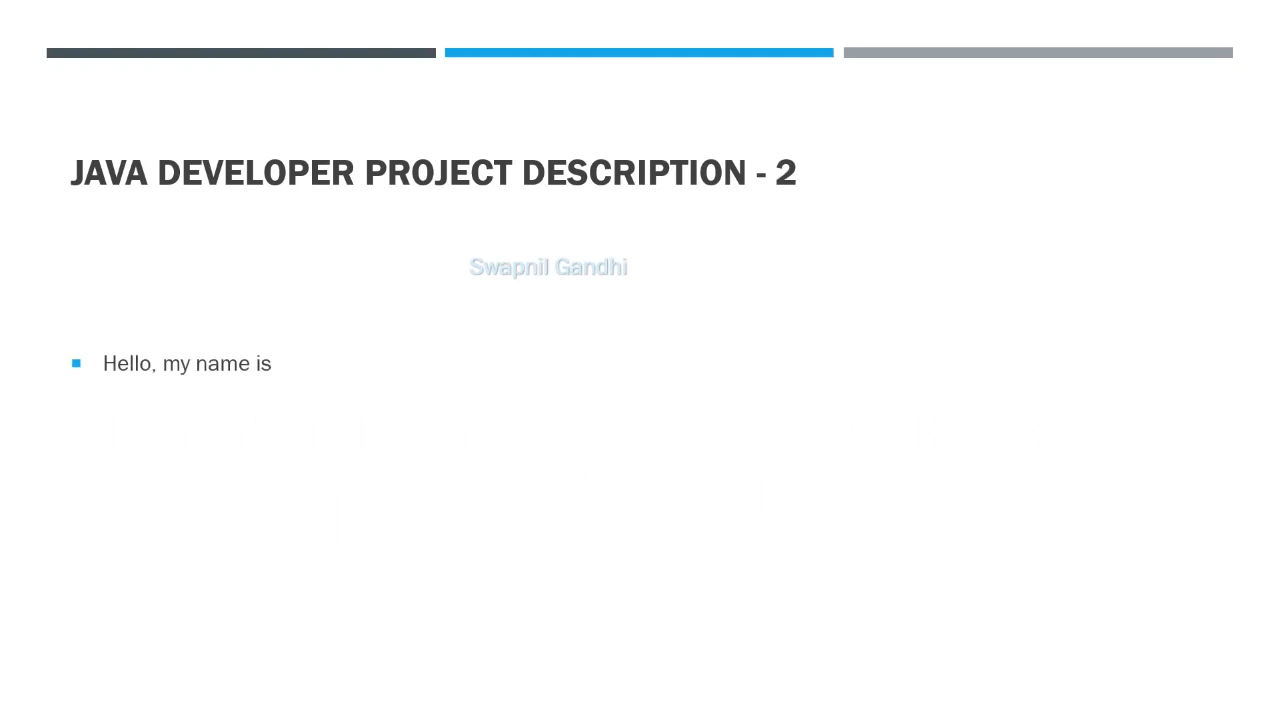 JAVA DEVELOPER PROJECT DESCRIPTION - 2
Swapnil Gandhi
Hello, my name is